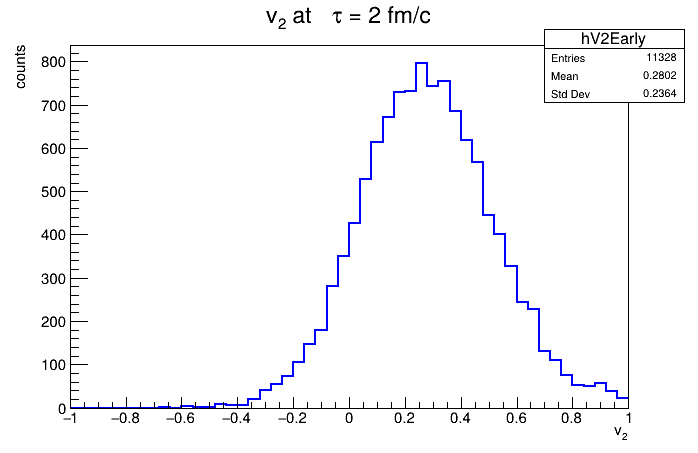 v₂ at τ = 2 fm/c
hV2Early
Entries 11328
Mean 0.2802
Std Dev 0.2364
counts
800
700
600
500
400
300
200
100
0
−1 −0.8 −0.6 −0.4 −0.2 0 0.2 0.4 0.6 0.8 1
v₂